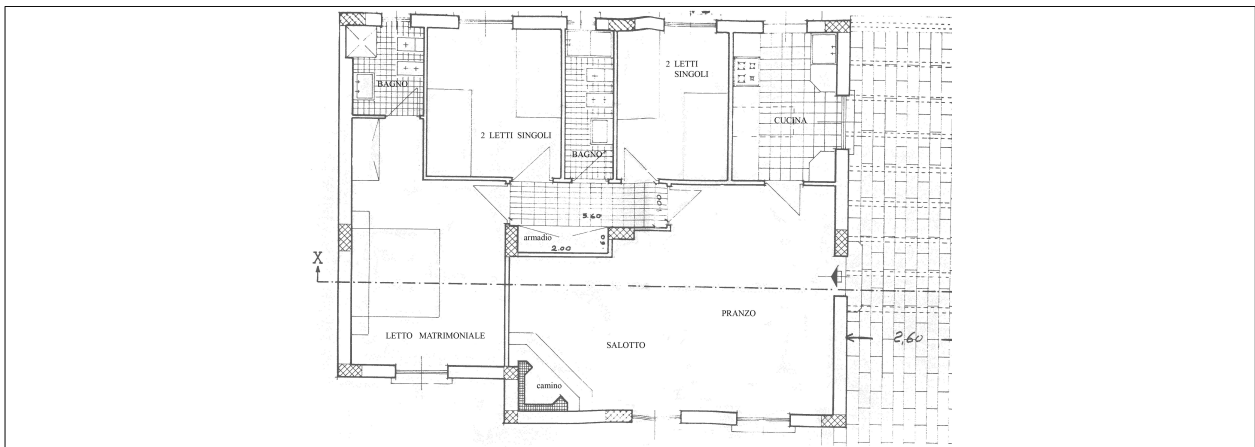 2 LETTI
SINGOLI
BAGNO
CUCINA
2 LETTI SINGOLI
BAGNO
1.00
3.60
armadio
2.00
.60
X
PRANZO
LETTO MATRIMONIALE
SALOTTO
2,60
camino